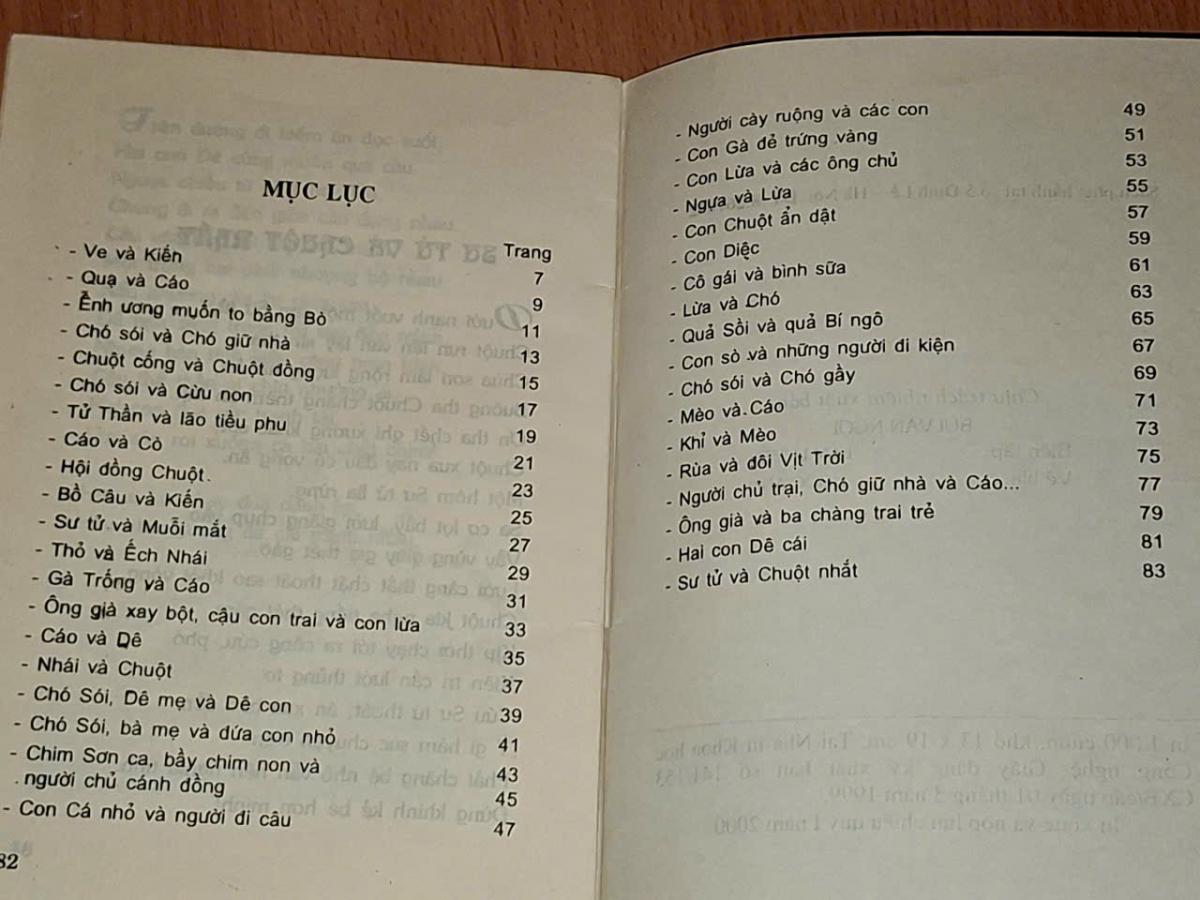 MỤC LỤC
Trang
- Ve và Kiến 7
- Quạ và Cáo 9
- Ễnh ương muốn to bằng Bò 11
- Chó sói và Chó giữ nhà 13
- Chuột cống và Chuột đồng 15
- Chó sói và Cừu non 17
- Tử Thần và lão tiều phu 19
- Cáo và Cò 21
- Hội đồng Chuột 23
- Bồ Câu và Kiến 25
- Sư tử và Muỗi mắt 27
- Thỏ và Ếch Nhái 29
- Gà Trống và Cáo 31
- Ông già xay bột, cậu con trai và con lừa 33
- Cáo và Dê 35
- Nhái và Chuột 37
- Chó Sói, Dê mẹ và Dê con 39
- Chó Sói, bà mẹ và đứa con nhỏ 41
- Chim Sơn ca, bầy chim non và 43
người chủ cánh đồng 45
- Con Cá nhỏ và người đi câu 47
82
- Người cày ruộng và các con 49
- Con Gà đẻ trứng vàng 51
- Con Lừa và các ông chủ 53
- Ngựa và Lừa 55
- Con Chuột ẩn dật 57
- Con Diệc 59
- Cô gái và bình sữa 61
- Lừa và Chó 63
- Quả Sồi và quả Bí ngô 65
- Con sò và những người đi kiện 67
- Chó sói và Chó gầy 69
- Mèo và Cáo 71
- Khỉ và Mèo 73
- Rùa và đôi Vịt Trời 75
- Người chủ trại, Chó giữ nhà và Cáo... 77
- Ông già và ba chàng trai trẻ 79
- Hai con Dê cái 81
- Sư tử và Chuột nhắt 83